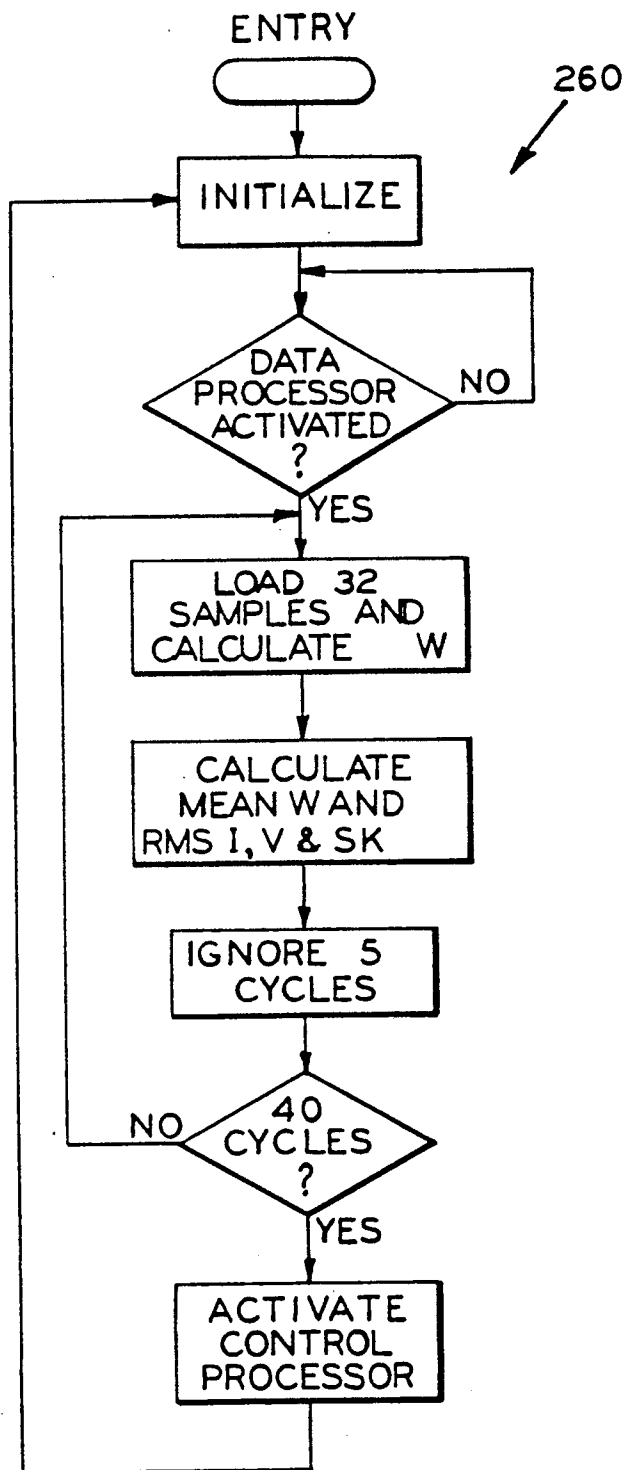 ENTRY
260
INITIALIZE
DATA
PROCESSOR
ACTIVATED
?
NO
YES
LOAD 32
SAMPLES AND
CALCULATE W
CALCULATE
MEAN W AND
RMS I, V & SK
IGNORE 5
CYCLES
40
CYCLES
?
NO
YES
ACTIVATE
CONTROL
PROCESSOR